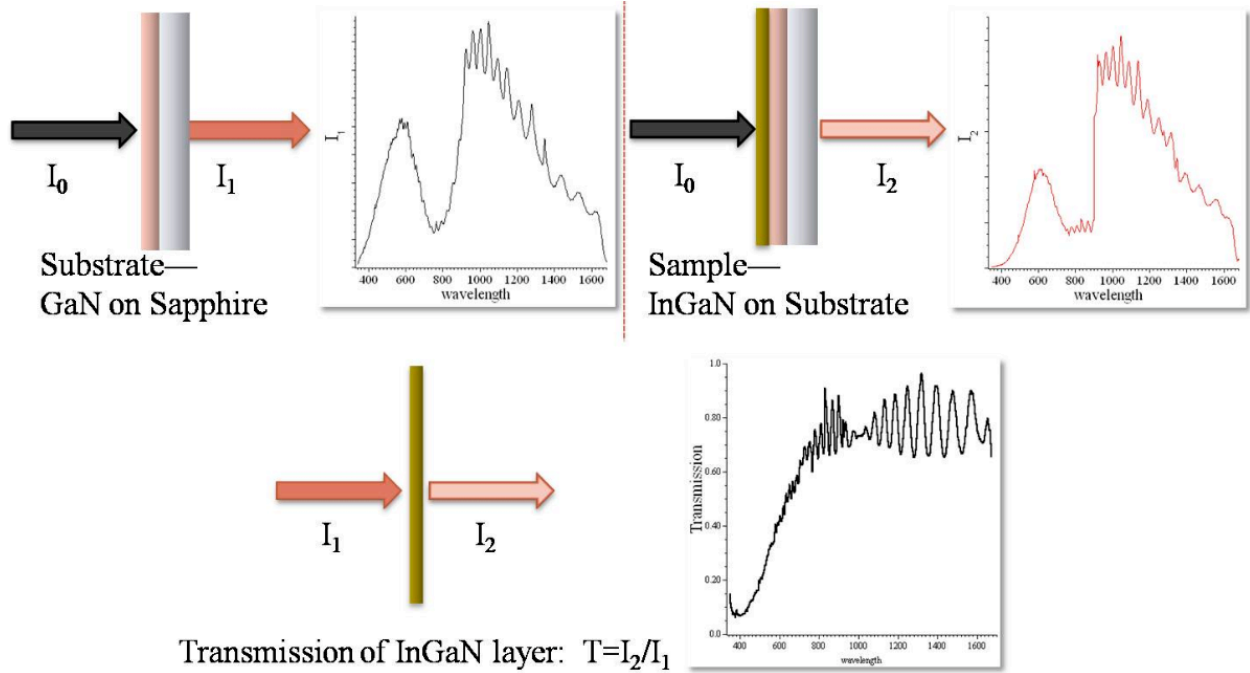 I₀
I₁
Substrate—
GaN on Sapphire
I₁
400 600 800 1000 1200 1400 1600
wavelength
I₀
I₂
Sample—
InGaN on Substrate
I₂
400 600 800 1000 1200 1400 1600
wavelength
I₁
I₂
Transmission of InGaN layer: T=I₂/I₁
Transmission
1.0
0.80
0.60
0.40
0.20
0.0
400 600 800 1000 1200 1400 1600
wavelength